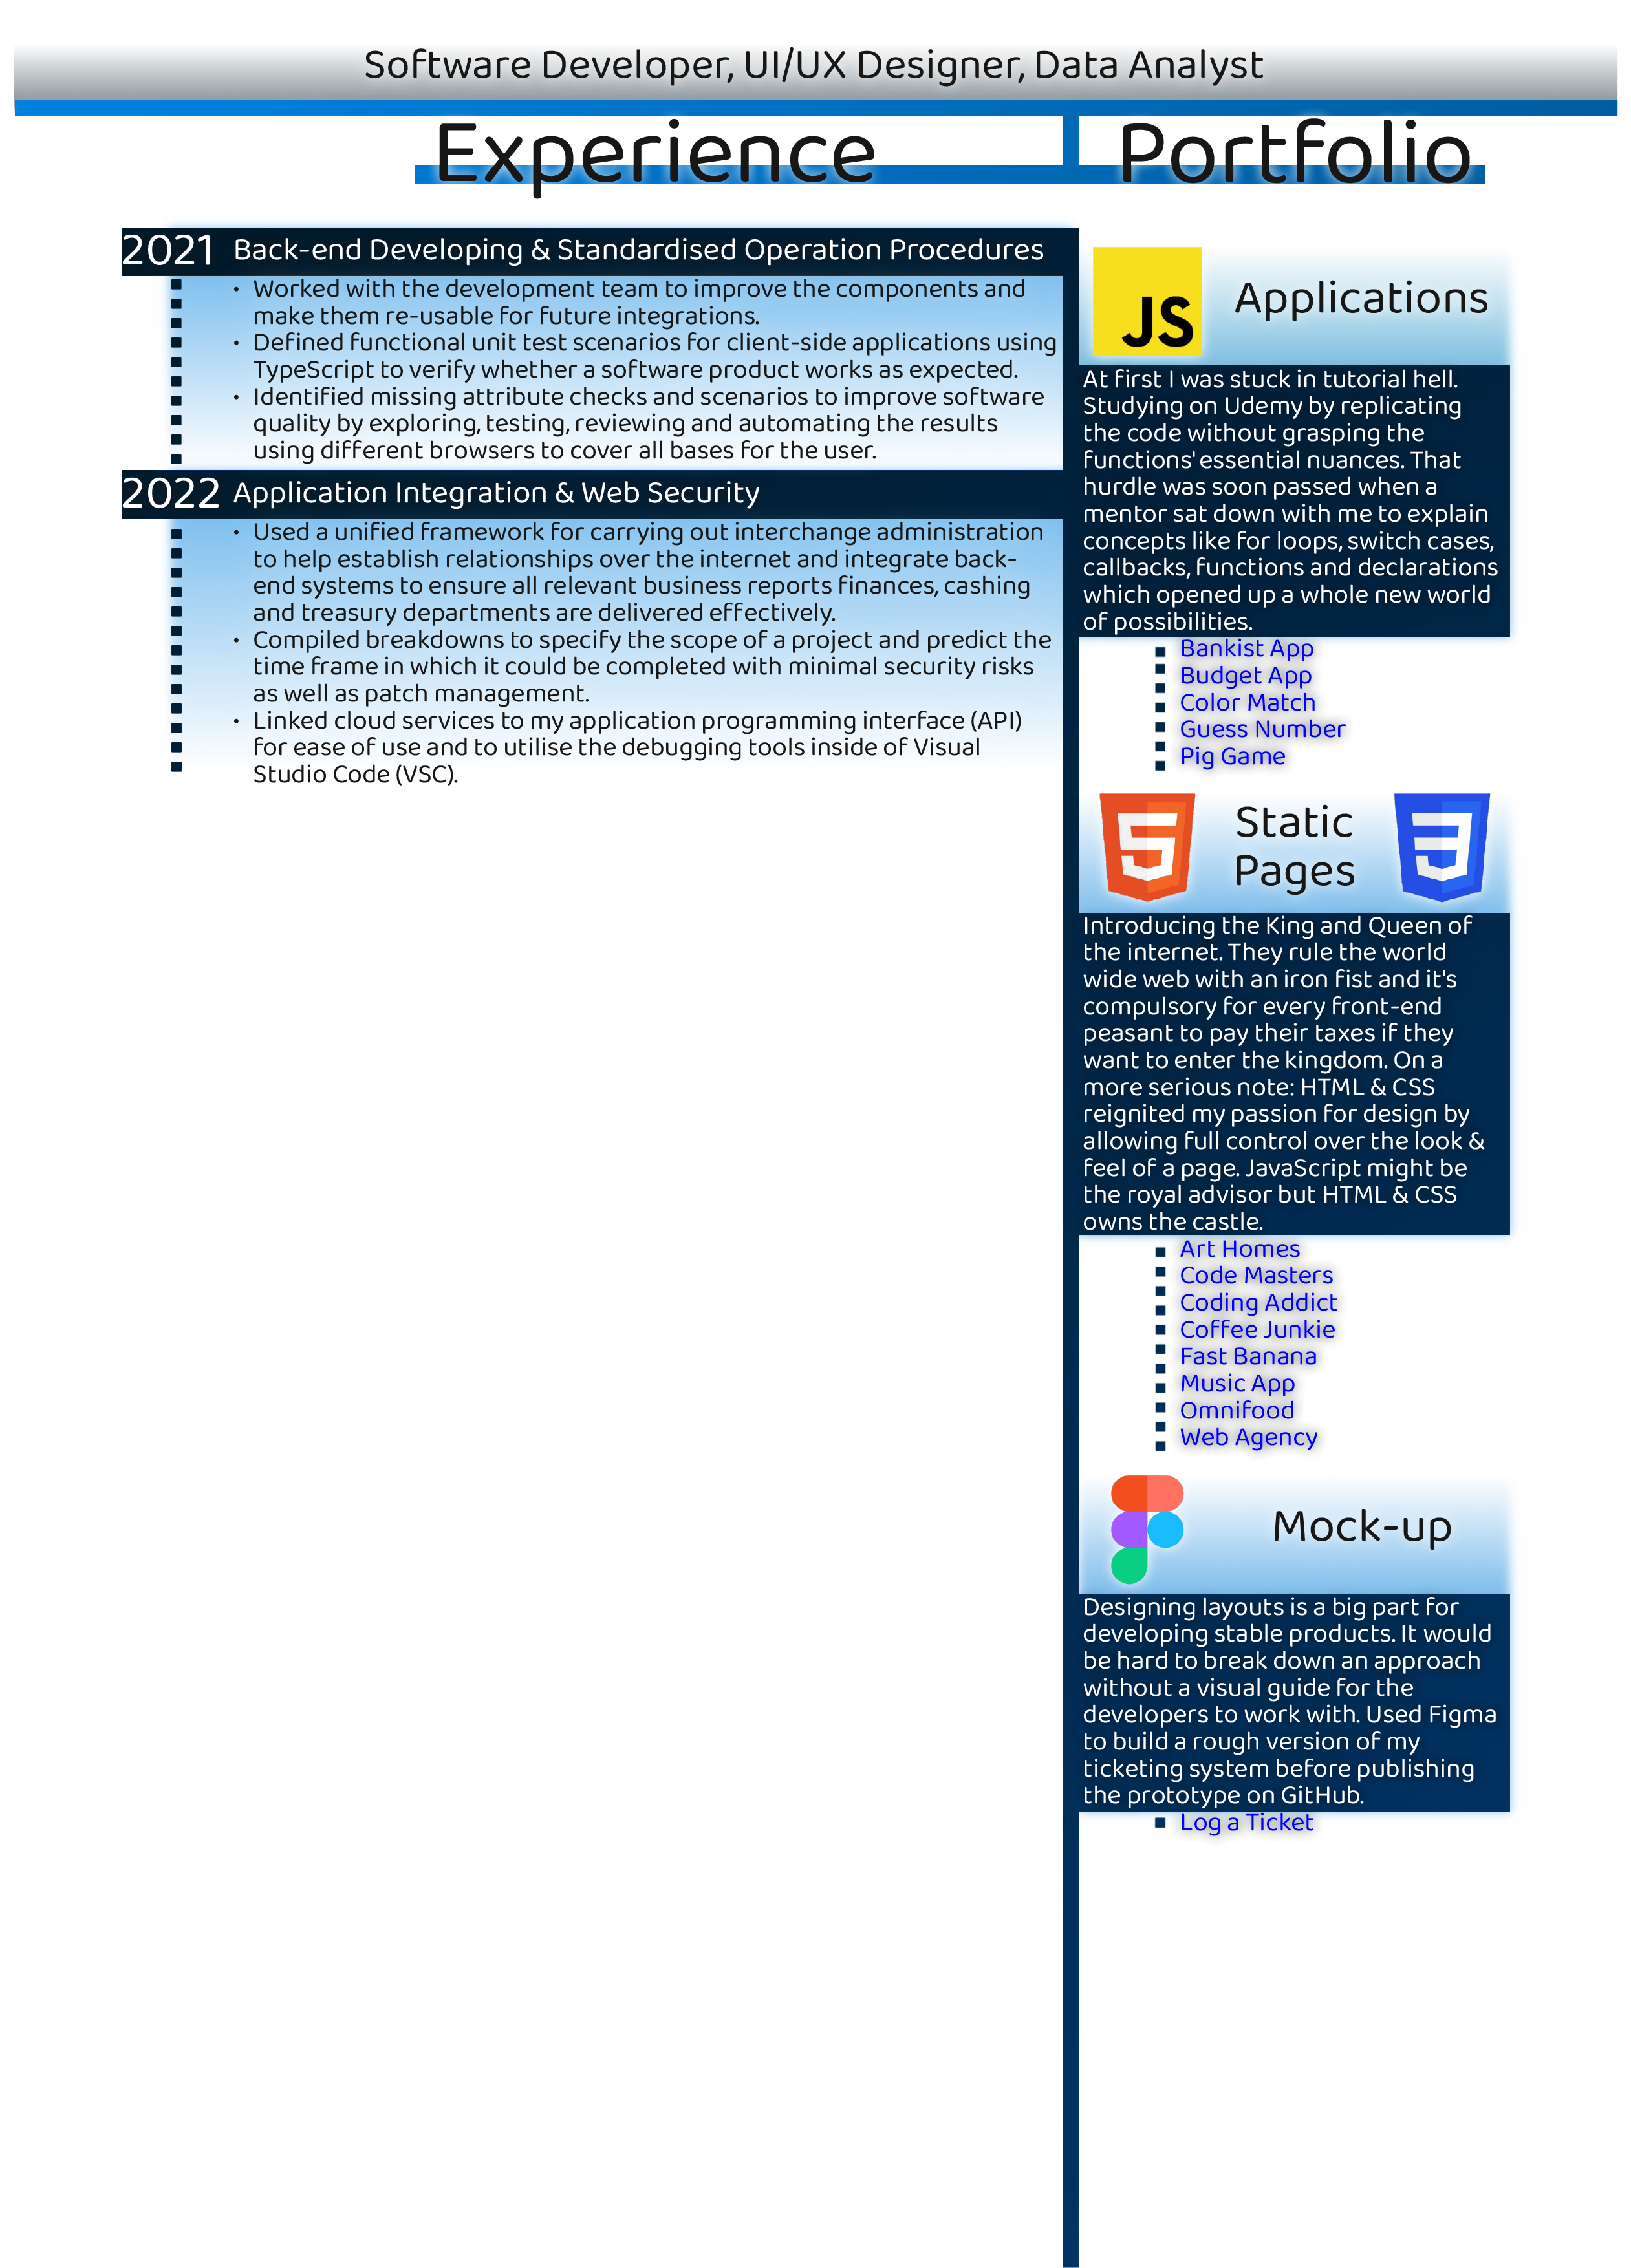 Software Developer, UI/UX Designer, Data Analyst
Experience
2021 Back-end Developing & Standardised Operation Procedures
• Worked with the development team to improve the components and
make them re-usable for future integrations.
• Defined functional unit test scenarios for client-side applications using
TypeScript to verify whether a software product works as expected.
• Identified missing attribute checks and scenarios to improve software
quality by exploring, testing, reviewing and automating the results
using different browsers to cover all bases for the user.
2022 Application Integration & Web Security
• Used a unified framework for carrying out interchange administration
to help establish relationships over the internet and integrate back-
end systems to ensure all relevant business reports finances, cashing
and treasury departments are delivered effectively.
• Compiled breakdowns to specify the scope of a project and predict the
time frame in which it could be completed with minimal security risks
as well as patch management.
• Linked cloud services to my application programming interface (API)
for ease of use and to utilise the debugging tools inside of Visual
Studio Code (VSC).
Portfolio
JS Applications
At first I was stuck in tutorial hell.
Studying on Udemy by replicating
the code without grasping the
functions' essential nuances. That
hurdle was soon passed when a
mentor sat down with me to explain
concepts like for loops, switch cases,
callbacks, functions and declarations
which opened up a whole new world
of possibilities.
Bankist App
Budget App
Color Match
Guess Number
Pig Game
Static
Pages
Introducing the King and Queen of
the internet. They rule the world
wide web with an iron fist and it's
compulsory for every front-end
peasant to pay their taxes if they
want to enter the kingdom. On a
more serious note: HTML & CSS
reignited my passion for design by
allowing full control over the look &
feel of a page. JavaScript might be
the royal advisor but HTML & CSS
owns the castle.
Art Homes
Code Masters
Coding Addict
Coffee Junkie
Fast Banana
Music App
Omnifood
Web Agency
Mock-up
Designing layouts is a big part for
developing stable products. It would
be hard to break down an approach
without a visual guide for the
developers to work with. Used Figma
to build a rough version of my
ticketing system before publishing
the prototype on GitHub.
Log a Ticket